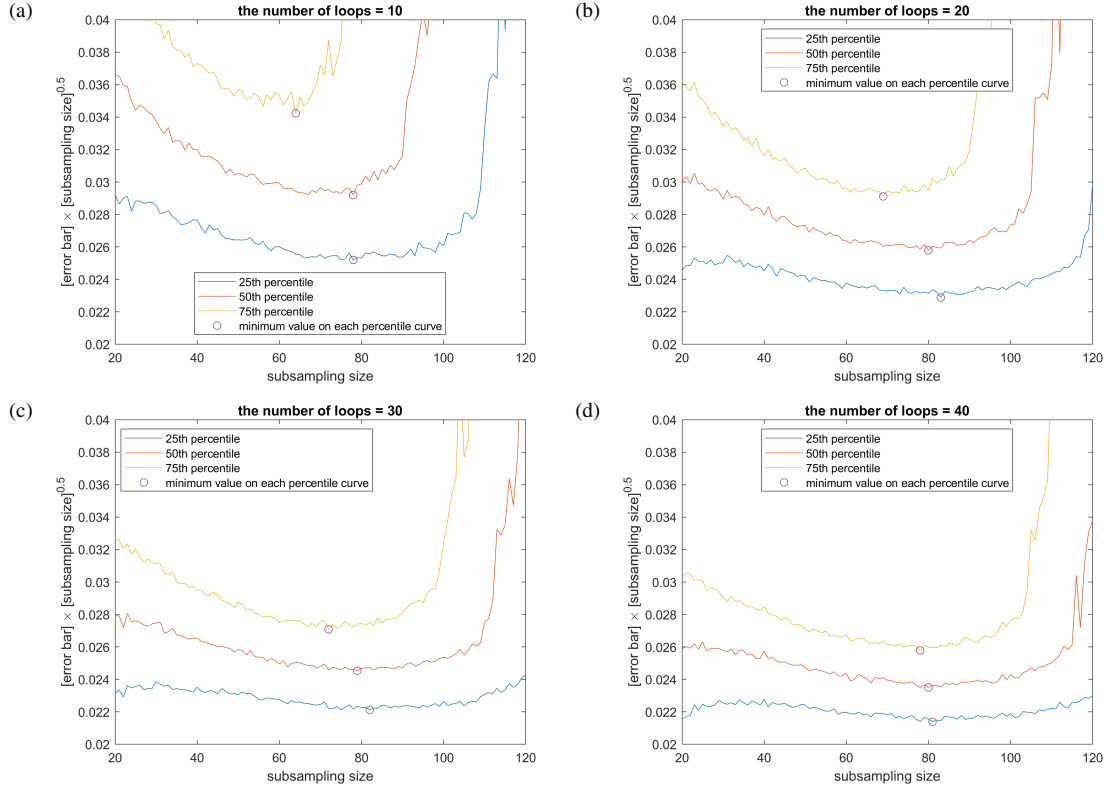 (a)
the number of loops = 10
0.04
0.038
0.036
0.034
0.032
0.03
0.028
0.026
0.024
0.022
0.02
[error bar] × [subsampling size]^0.5
25th percentile
50th percentile
75th percentile
minimum value on each percentile curve
20 40 60 80 100 120
subsampling size
(b)
the number of loops = 20
0.04
0.038
0.036
0.034
0.032
0.03
0.028
0.026
0.024
0.022
0.02
[error bar] × [subsampling size]^0.5
25th percentile
50th percentile
75th percentile
minimum value on each percentile curve
20 40 60 80 100 120
subsampling size
(c)
the number of loops = 30
0.04
0.038
0.036
0.034
0.032
0.03
0.028
0.026
0.024
0.022
0.02
[error bar] × [subsampling size]^0.5
25th percentile
50th percentile
75th percentile
minimum value on each percentile curve
20 40 60 80 100 120
subsampling size
(d)
the number of loops = 40
0.04
0.038
0.036
0.034
0.032
0.03
0.028
0.026
0.024
0.022
0.02
[error bar] × [subsampling size]^0.5
25th percentile
50th percentile
75th percentile
minimum value on each percentile curve
20 40 60 80 100 120
subsampling size